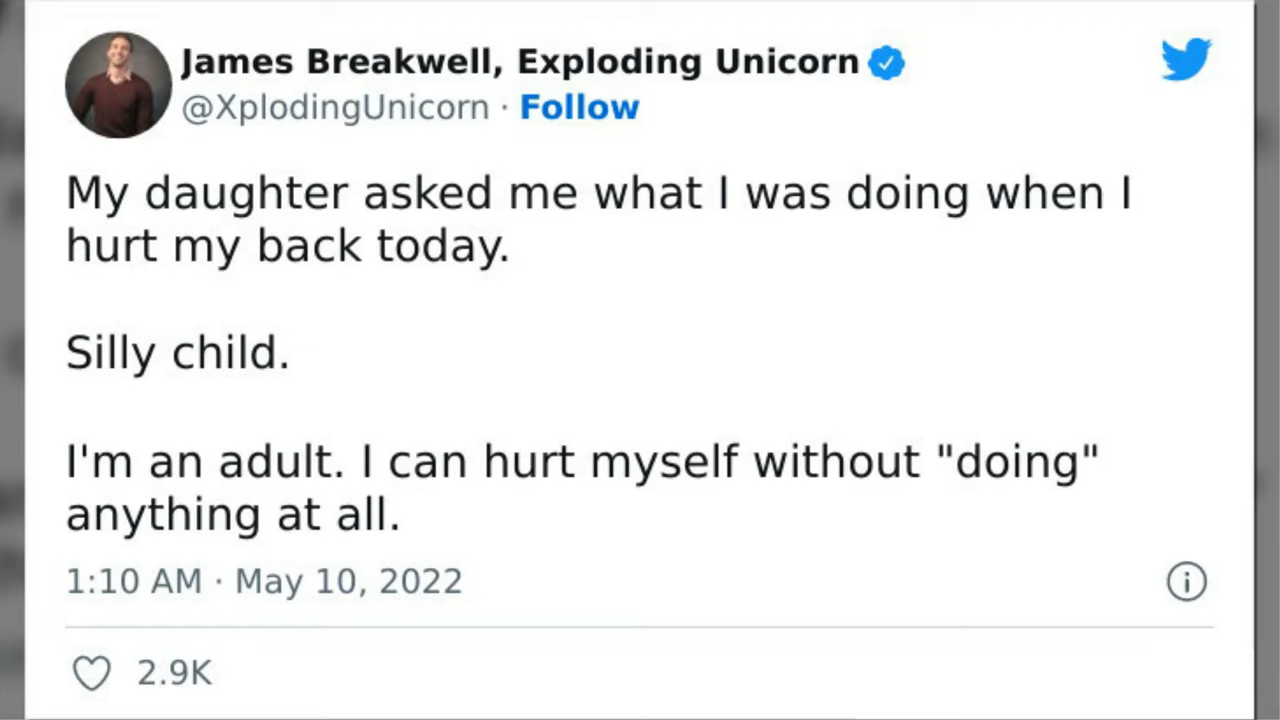 James Breakwell, Exploding Unicorn
@XplodingUnicorn · Follow
My daughter asked me what I was doing when I
hurt my back today.
Silly child.
I'm an adult. I can hurt myself without "doing"
anything at all.
1:10 AM · May 10, 2022
2.9K